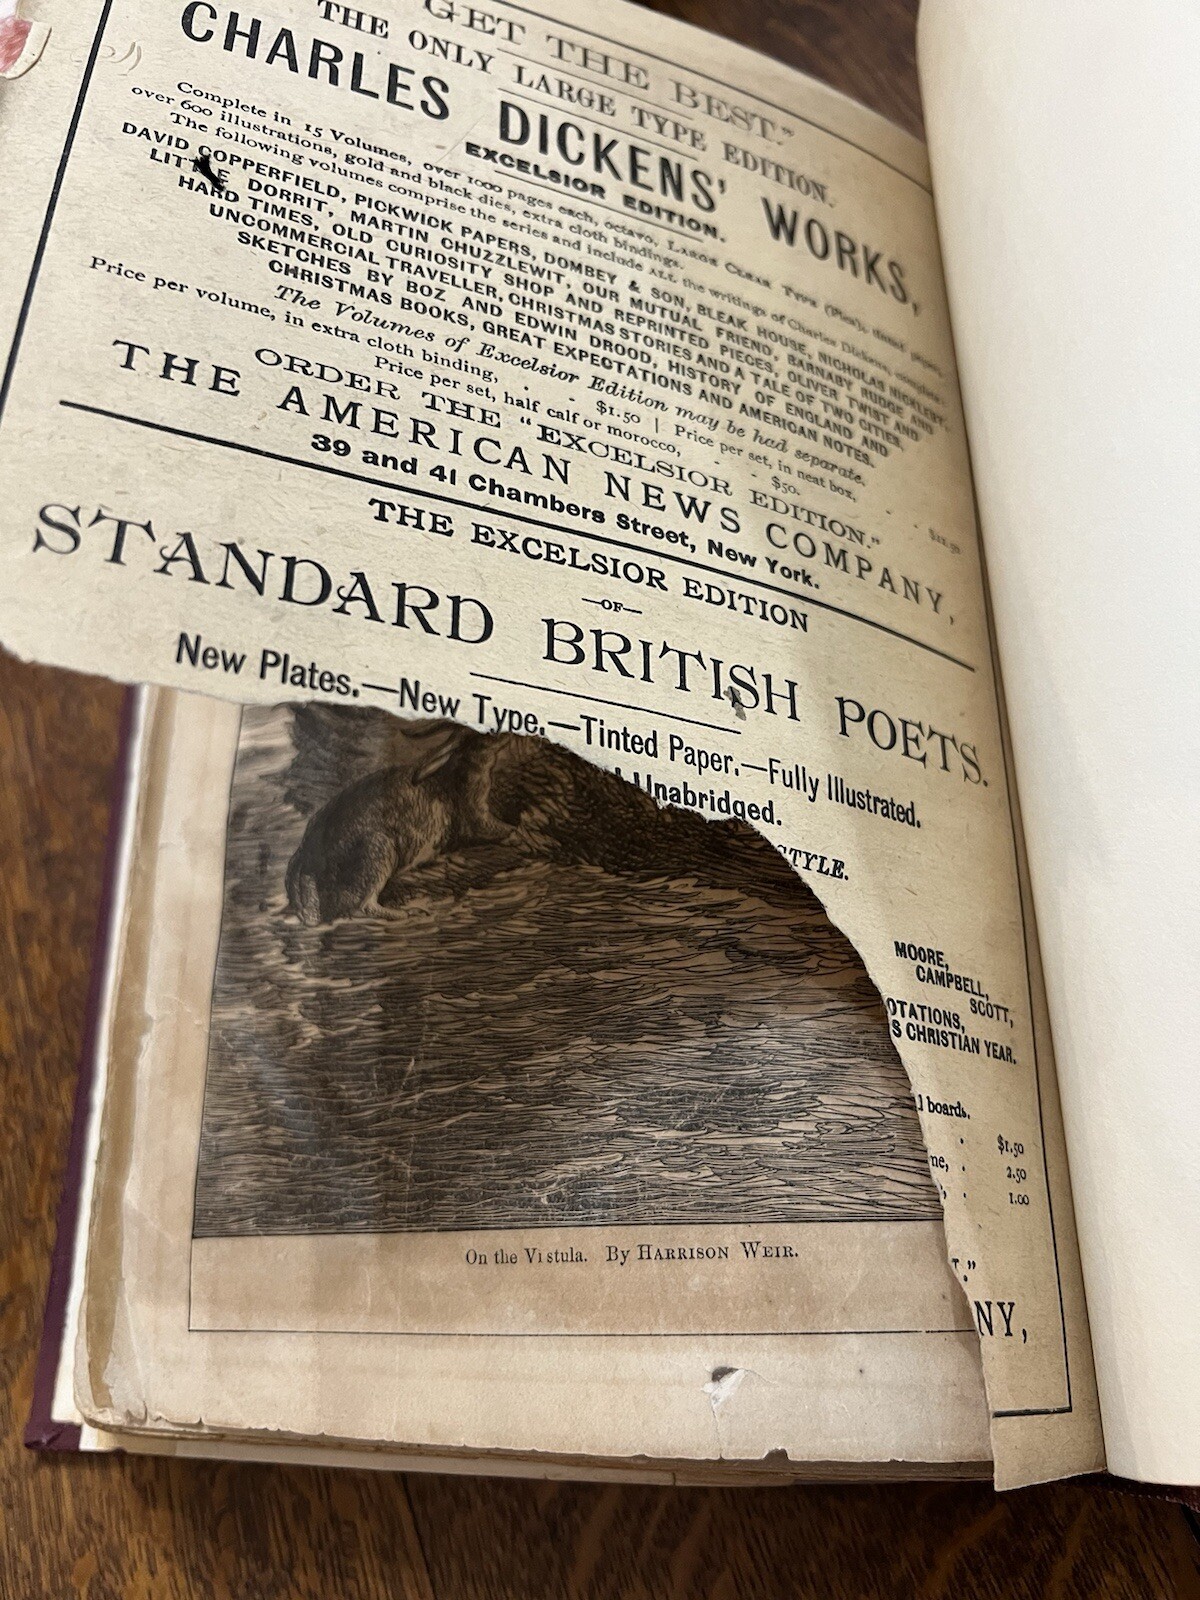 "GET THE BEST."
THE ONLY LARGE TYPE EDITION.
CHARLES DICKENS' WORKS,
EXCELSIOR EDITION.
Complete in 15 Volumes, over 1000 pages each, octavo, LARGE CLEAR TYPE (Pica), tinted paper,
over 600 illustrations, gold and black dies, extra cloth bindings.
The following volumes comprise the series and include ALL the writings of Charles Dickens, complete:
DAVID COPPERFIELD, PICKWICK PAPERS, DOMBEY & SON, BLEAK HOUSE, NICHOLAS NICKLEBY,
LITTLE DORRIT, MARTIN CHUZZLEWIT, OUR MUTUAL FRIEND, BARNABY RUDGE AND
HARD TIMES, OLD CURIOSITY SHOP AND REPRINTED PIECES, OLIVER TWIST AND
UNCOMMERCIAL TRAVELLER, CHRISTMAS STORIES AND A TALE OF TWO CITIES,
SKETCHES BY BOZ AND EDWIN DROOD, HISTORY OF ENGLAND AND
CHRISTMAS BOOKS, GREAT EXPECTATIONS AND AMERICAN NOTES.
The Volumes of Excelsior Edition may be had separate.
Price per volume, in extra cloth binding, - - $1.50 | Price per set, in neat box, - -
Price per set, half calf or morocco, - - $50.
ORDER THE "EXCELSIOR EDITION."
THE AMERICAN NEWS COMPANY,
39 and 41 Chambers Street, New York.
THE EXCELSIOR EDITION
—OF—
STANDARD BRITISH POETS.
New Plates.—New Type.—Tinted Paper.—Fully Illustrated.
Unabridged.
STYLE.
MOORE,
CAMPBELL,
SCOTT,
OTATIONS,
S CHRISTIAN YEAR.
boards.
. $1.50
me, . 2.50
. 1.00
."
NY,
On the Vistula. By HARRISON WEIR.